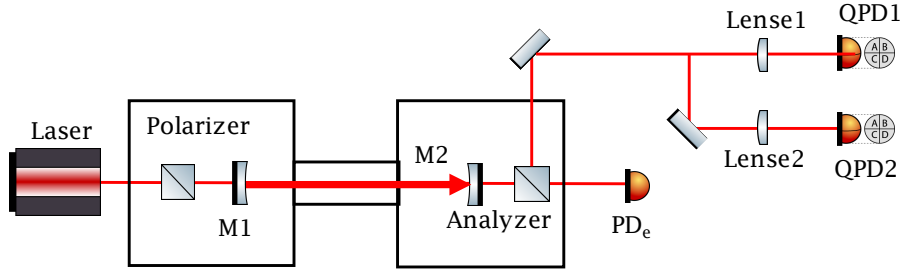 Lense1
QPD1
A B
C D
Laser
Polarizer
M2
A B
C D
Lense2
QPD2
M1
Analyzer
PDe